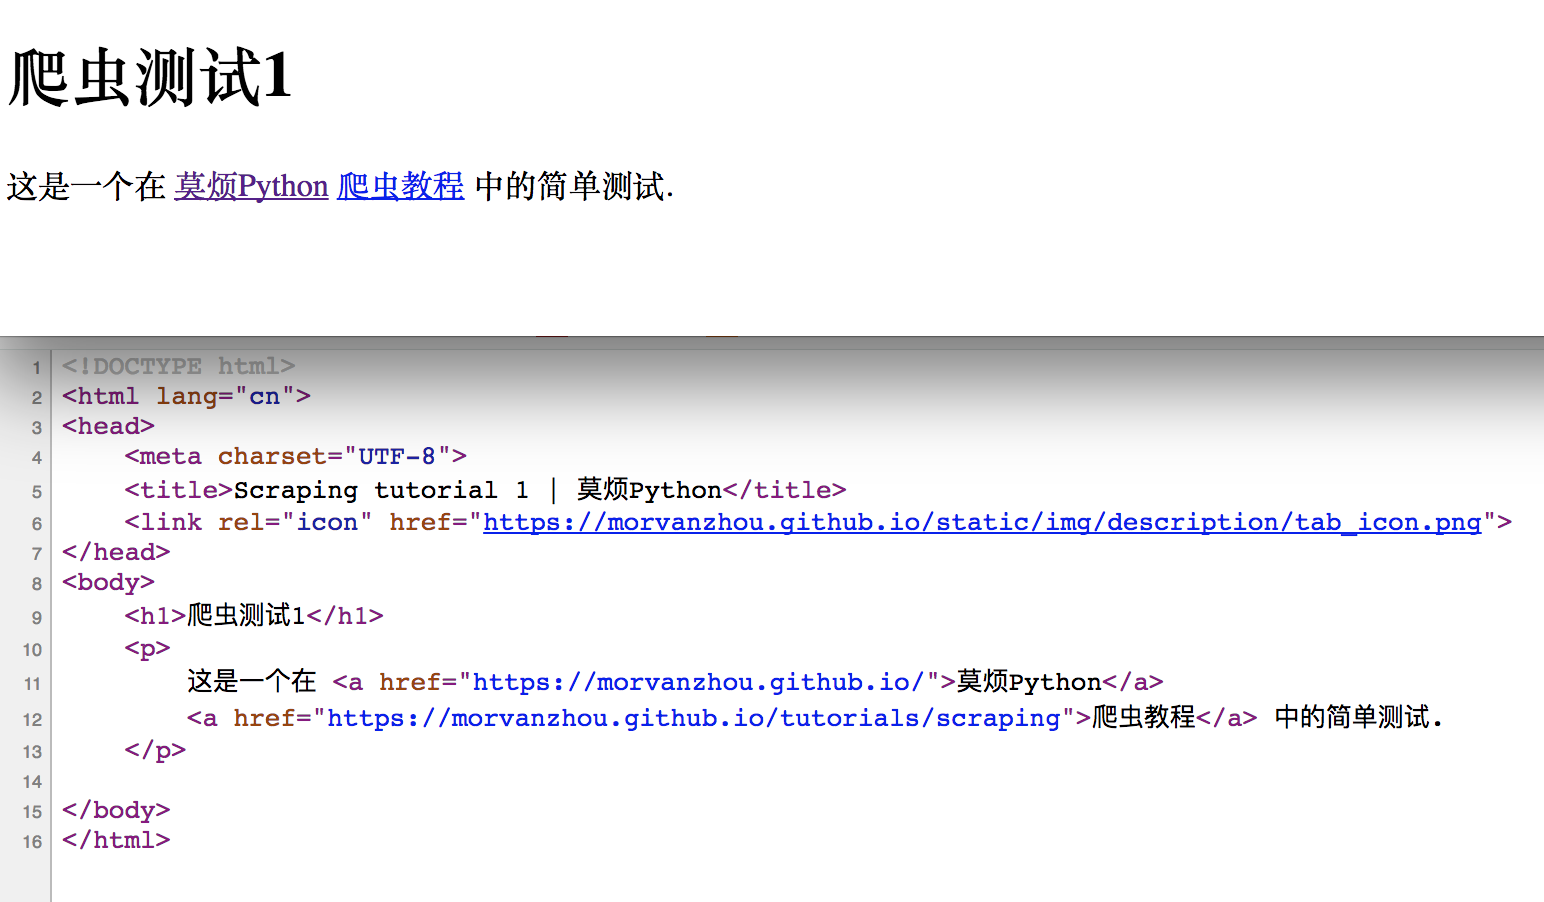 爬虫测试1
这是一个在 莫烦Python 爬虫教程 中的简单测试.
1 <!DOCTYPE html>
2 <html lang="cn">
3 <head>
4     <meta charset="UTF-8">
5     <title>Scraping tutorial 1 | 莫烦Python</title>
6     <link rel="icon" href="https://morvanzhou.github.io/static/img/description/tab_icon.png">
7 </head>
8 <body>
9     <h1>爬虫测试1</h1>
10     <p>
11         这是一个在 <a href="https://morvanzhou.github.io/">莫烦Python</a>
12         <a href="https://morvanzhou.github.io/tutorials/scraping">爬虫教程</a> 中的简单测试.
13     </p>
14
15 </body>
16 </html>